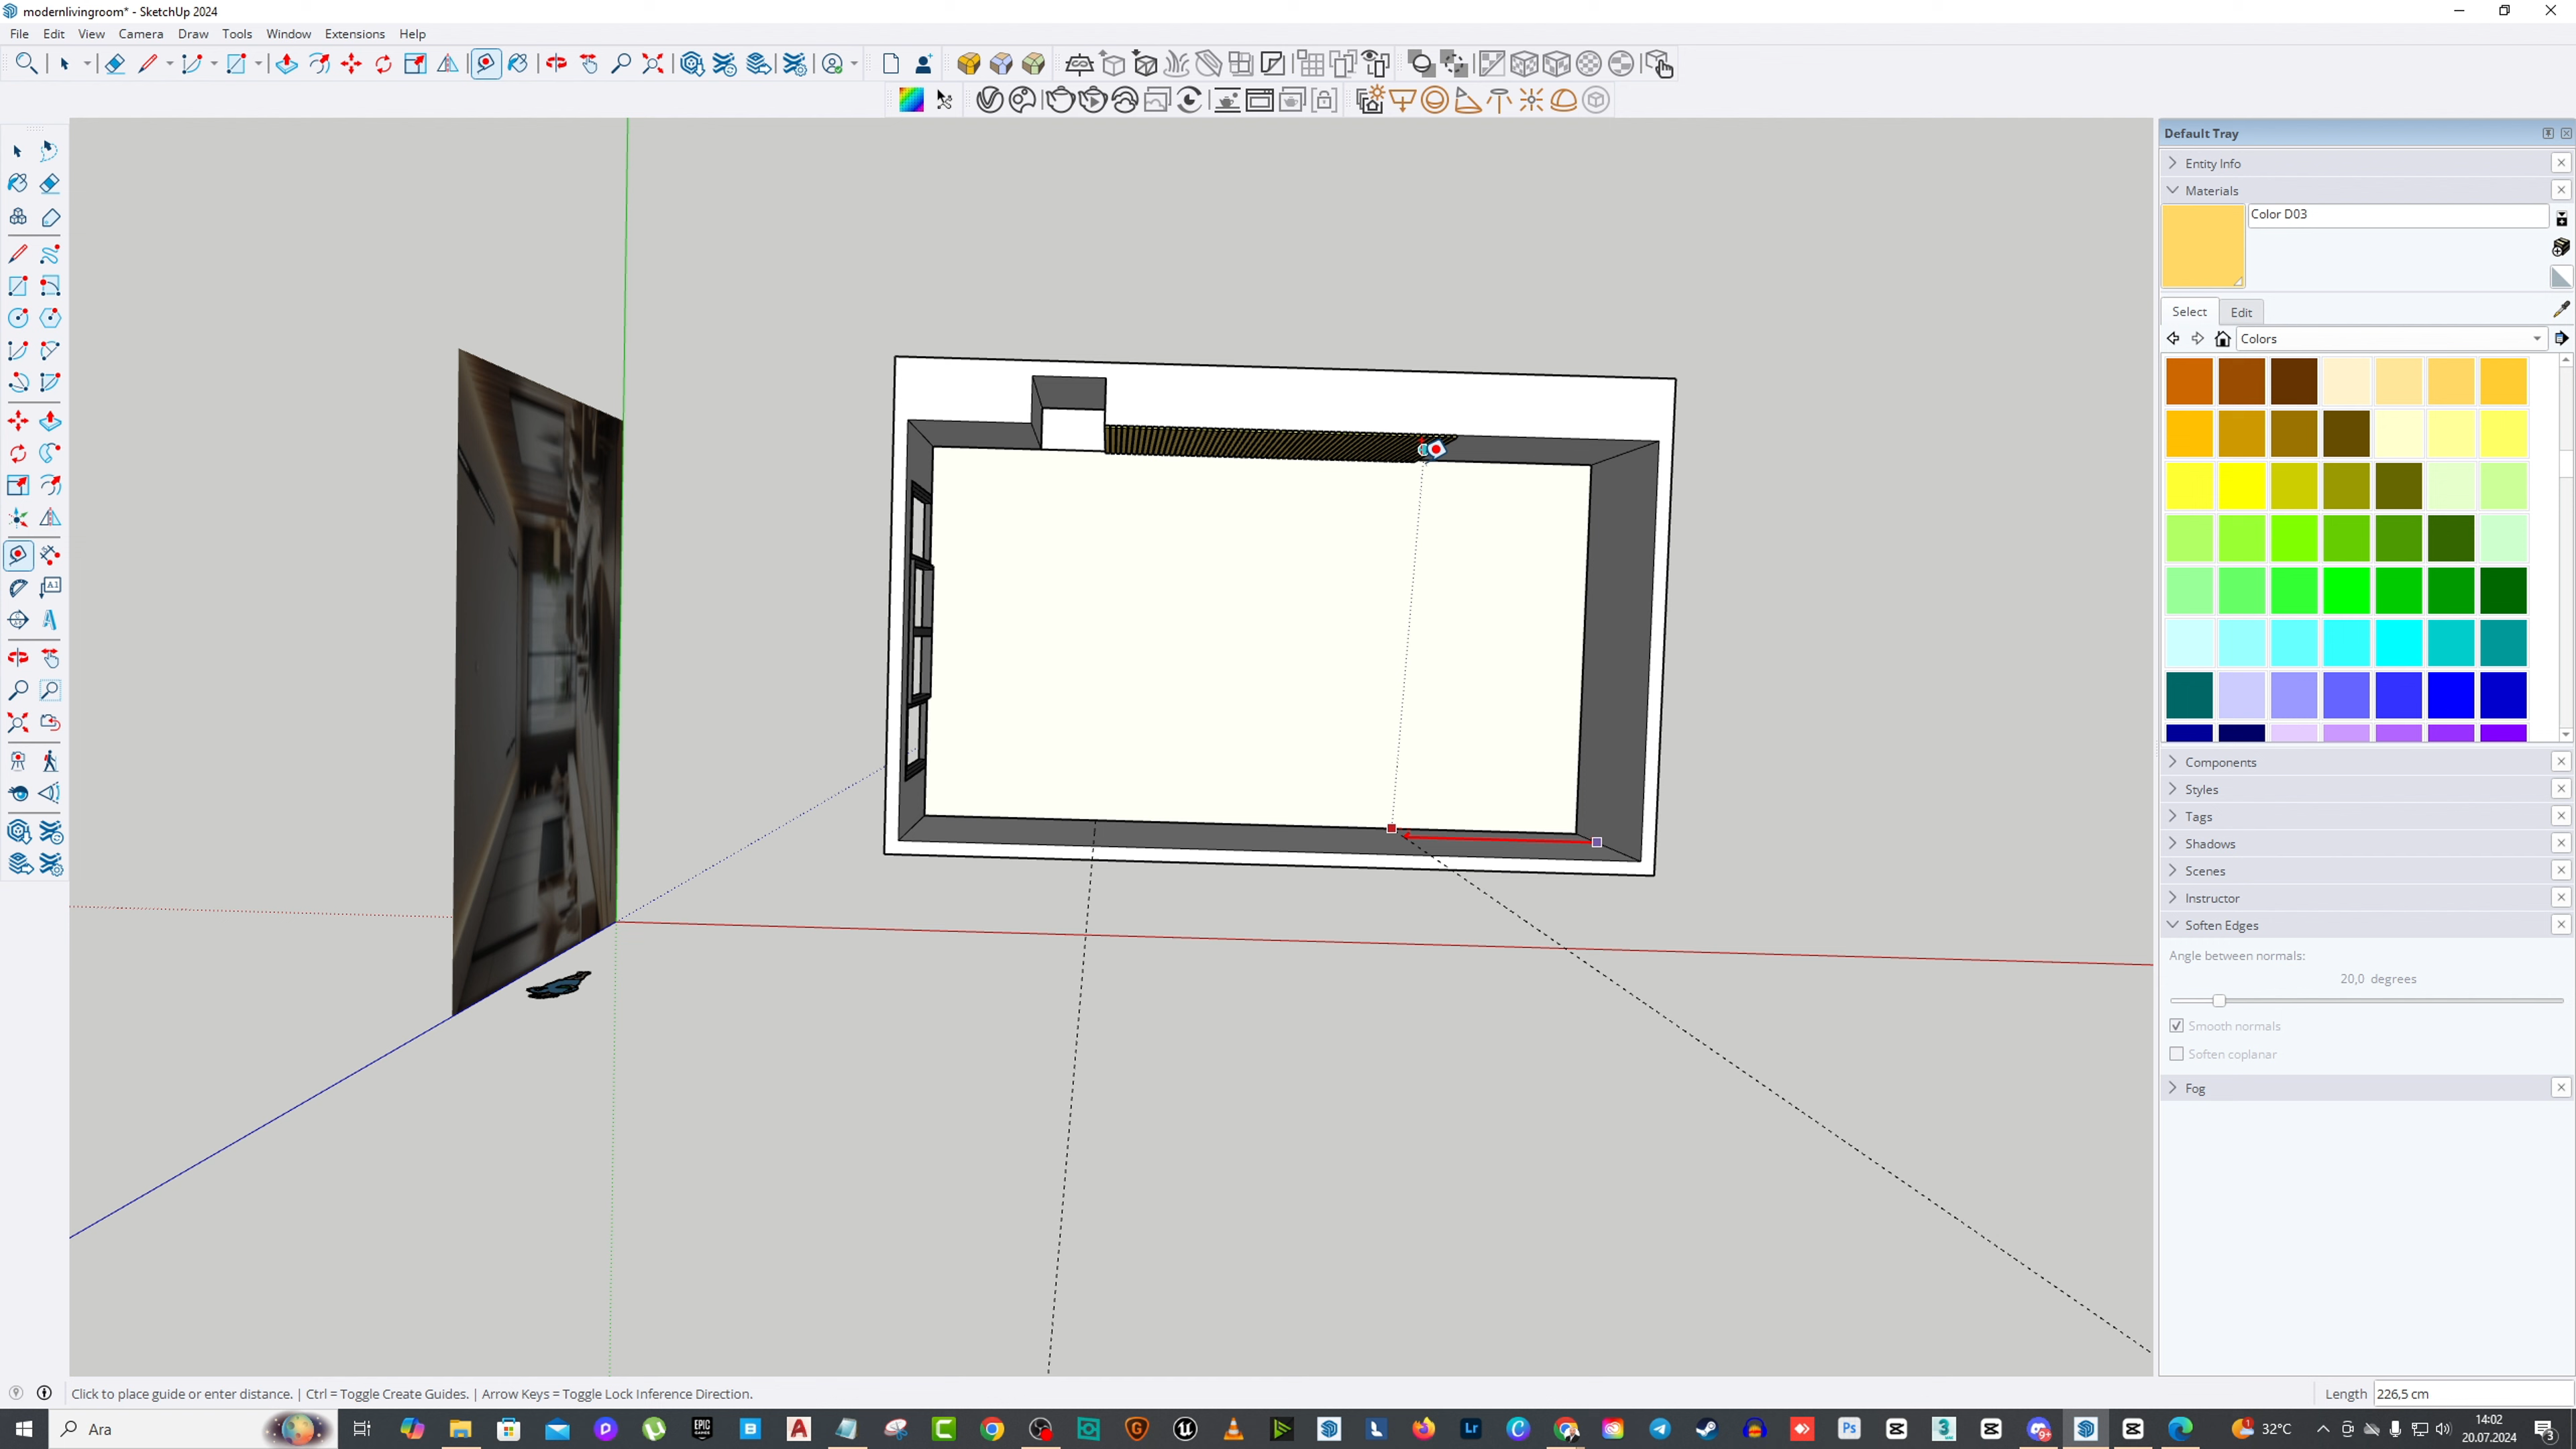 modernlivingroom* - SketchUp 2024
File Edit View Camera Draw Tools Window Extensions Help
Default Tray
Entity Info
Materials
Color D03
Select Edit
Colors
Components
Styles
Tags
Shadows
Scenes
Instructor
Soften Edges
Angle between normals:
20,0 degrees
Smooth normals
Soften coplanar
Fog
Click to place guide or enter distance. | Ctrl = Toggle Create Guides. | Arrow Keys = Toggle Lock Inference Direction.
Length 226,5 cm
Ara
32°C
14:02
20.07.2024